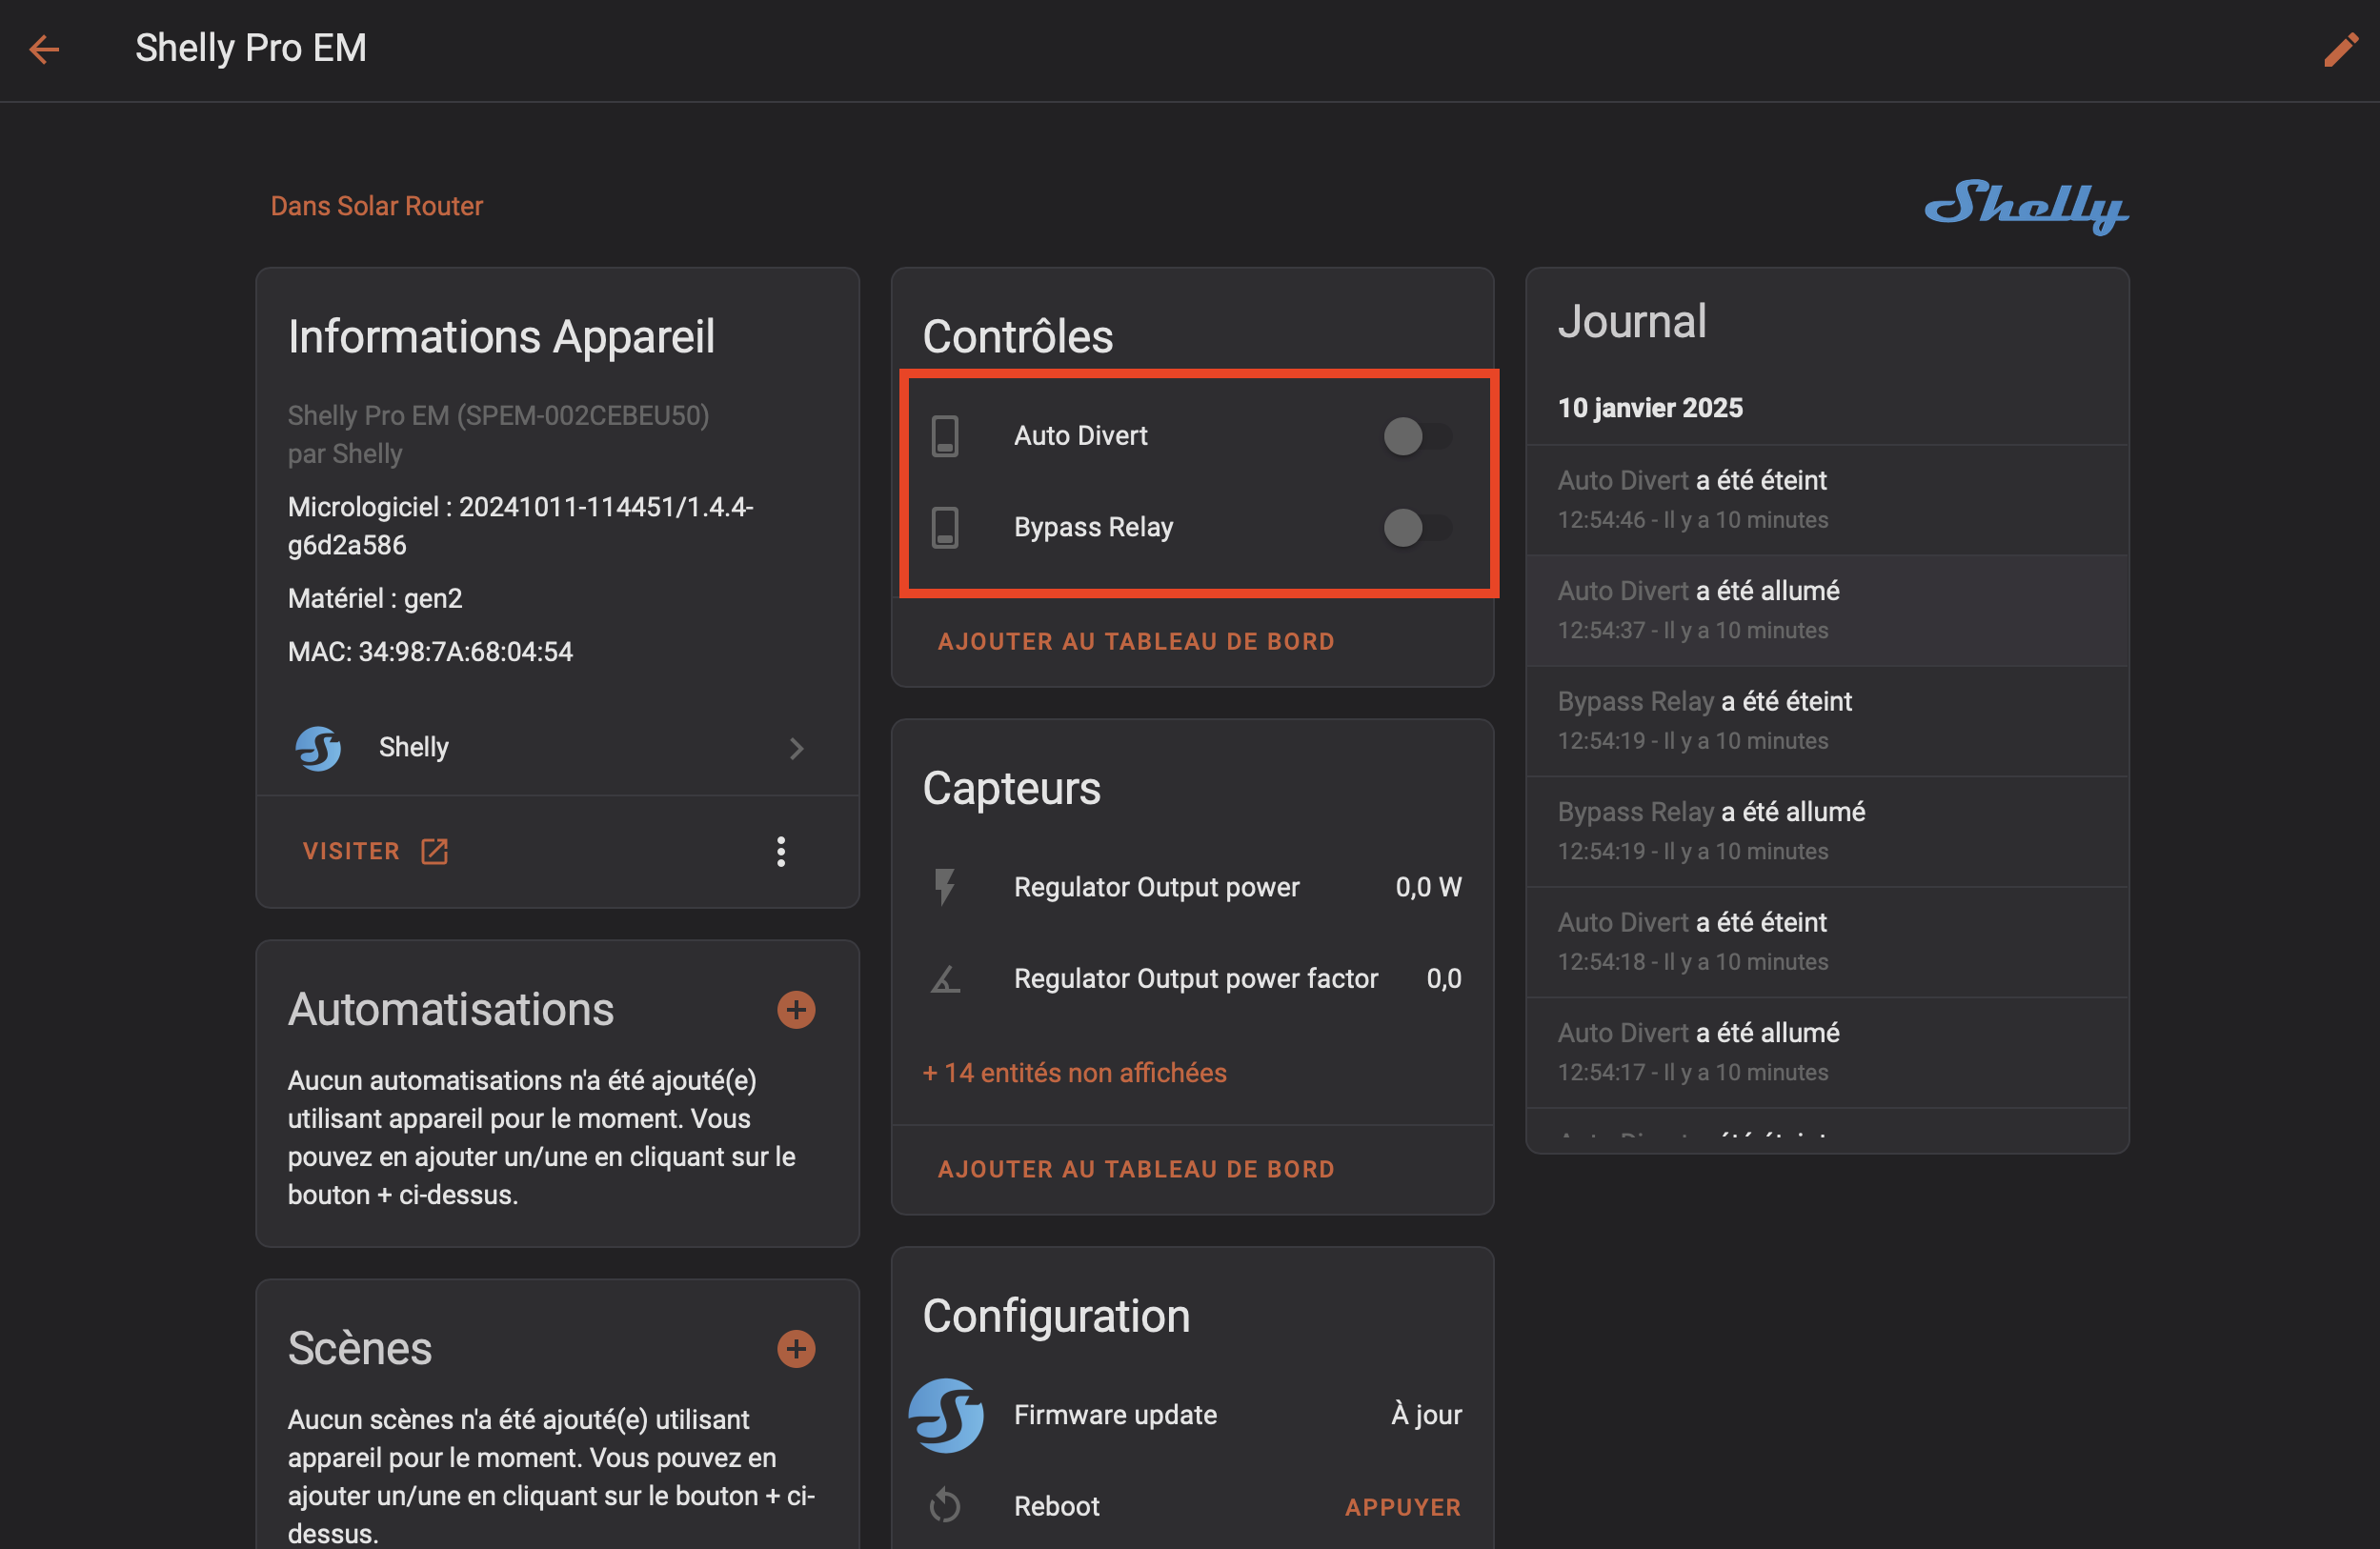 Shelly Pro EM
Dans Solar Router
Shelly
Informations Appareil
Shelly Pro EM (SPEM-002CEBEU50)
par Shelly
Micrologiciel : 20241011-114451/1.4.4-
g6d2a586
Matériel : gen2
MAC: 34:98:7A:68:04:54
Shelly
VISITER
Automatisations
Aucun automatisations n'a été ajouté(e)
utilisant appareil pour le moment. Vous
pouvez en ajouter un/une en cliquant sur le
bouton + ci-dessus.
Scènes
Aucun scènes n'a été ajouté(e) utilisant
appareil pour le moment. Vous pouvez en
ajouter un/une en cliquant sur le bouton + ci-
dessus.
Contrôles
Auto Divert
Bypass Relay
AJOUTER AU TABLEAU DE BORD
Capteurs
Regulator Output power 0,0 W
Regulator Output power factor 0,0
+ 14 entités non affichées
AJOUTER AU TABLEAU DE BORD
Configuration
Firmware update À jour
Reboot APPUYER
Journal
10 janvier 2025
Auto Divert a été éteint
12:54:46 - Il y a 10 minutes
Auto Divert a été allumé
12:54:37 - Il y a 10 minutes
Bypass Relay a été éteint
12:54:19 - Il y a 10 minutes
Bypass Relay a été allumé
12:54:19 - Il y a 10 minutes
Auto Divert a été éteint
12:54:18 - Il y a 10 minutes
Auto Divert a été allumé
12:54:17 - Il y a 10 minutes